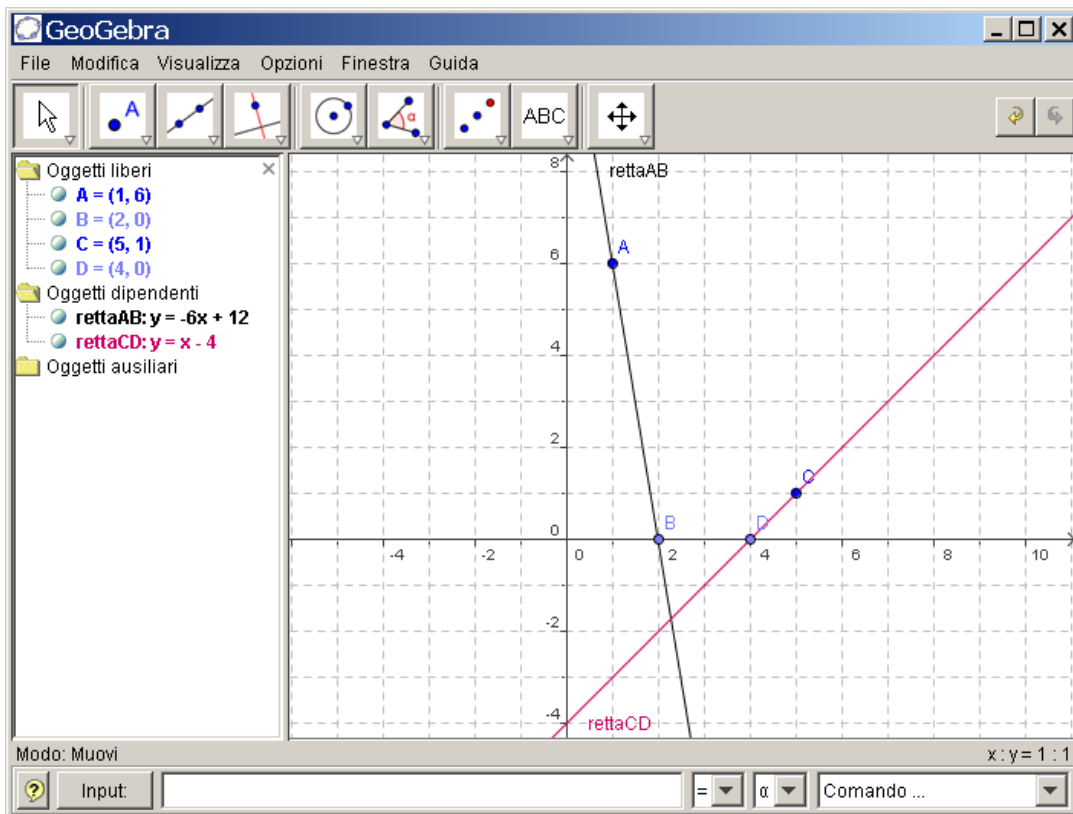 GeoGebra
File Modifica Visualizza Opzioni Finestra Guida
A α ABC
Oggetti liberi
A = (1, 6)
B = (2, 0)
C = (5, 1)
D = (4, 0)
Oggetti dipendenti
rettaAB: y = -6x + 12
rettaCD: y = x - 4
Oggetti ausiliari
8 rettaAB
A
6
4
2
C
0 B D
-4 -2 0 2 4 6 8 10
-2
-4 rettaCD
Modo: Muovi x : y = 1 : 1
? Input: = α Comando ...